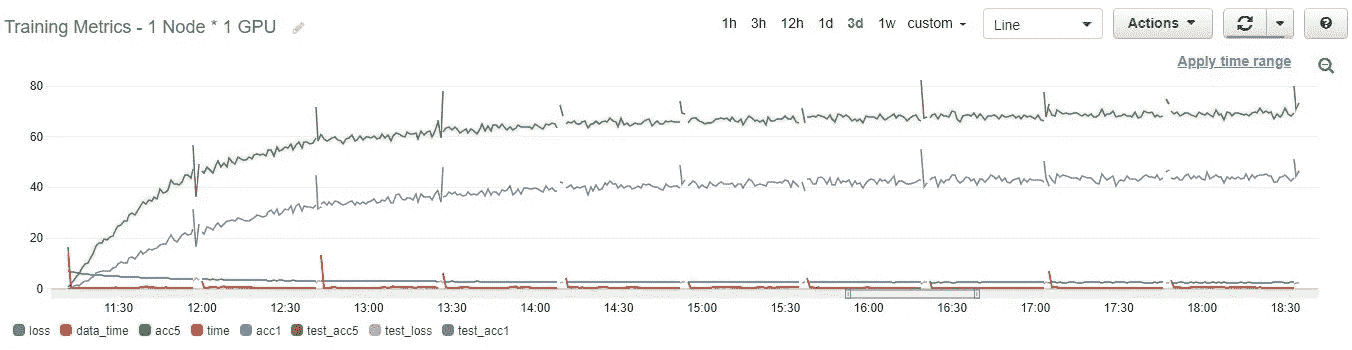 Training Metrics - 1 Node * 1 GPU
1h 3h 12h 1d 3d 1w custom
Line
Actions
Apply time range
80
60
40
20
0
11:30 12:00 12:30 13:00 13:30 14:00 14:30 15:00 15:30 16:00 16:30 17:00 17:30 18:00 18:30
loss data_time acc5 time acc1 test_acc5 test_loss test_acc1